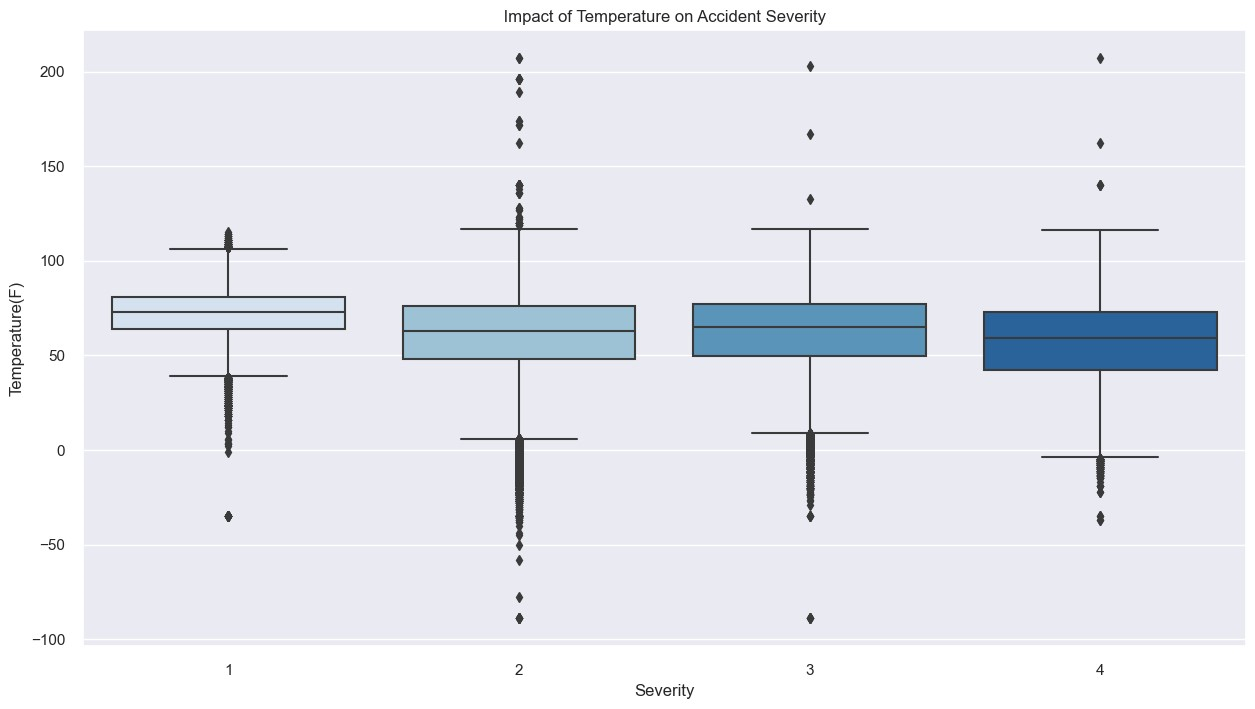 Impact of Temperature on Accident Severity
200
150
100
50
0
−50
−100
Temperature(F)
1 2 3 4
Severity